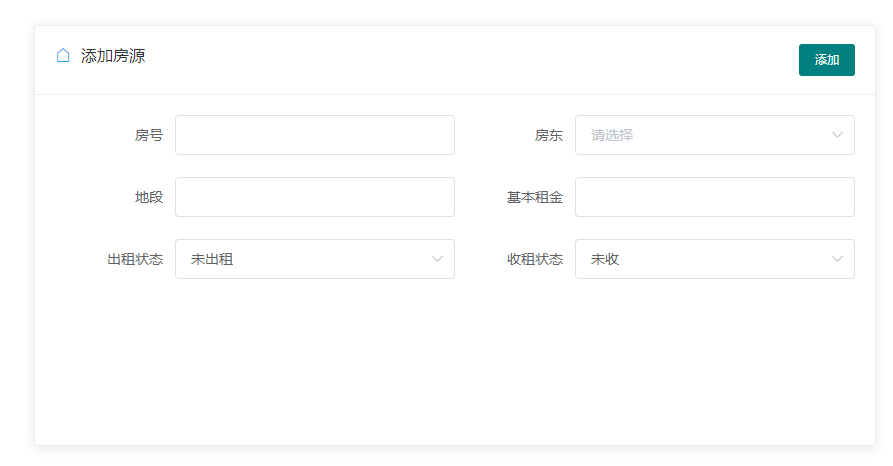 添加房源
添加
房号
房东 请选择
地段
基本租金
出租状态 未出租
收租状态 未收